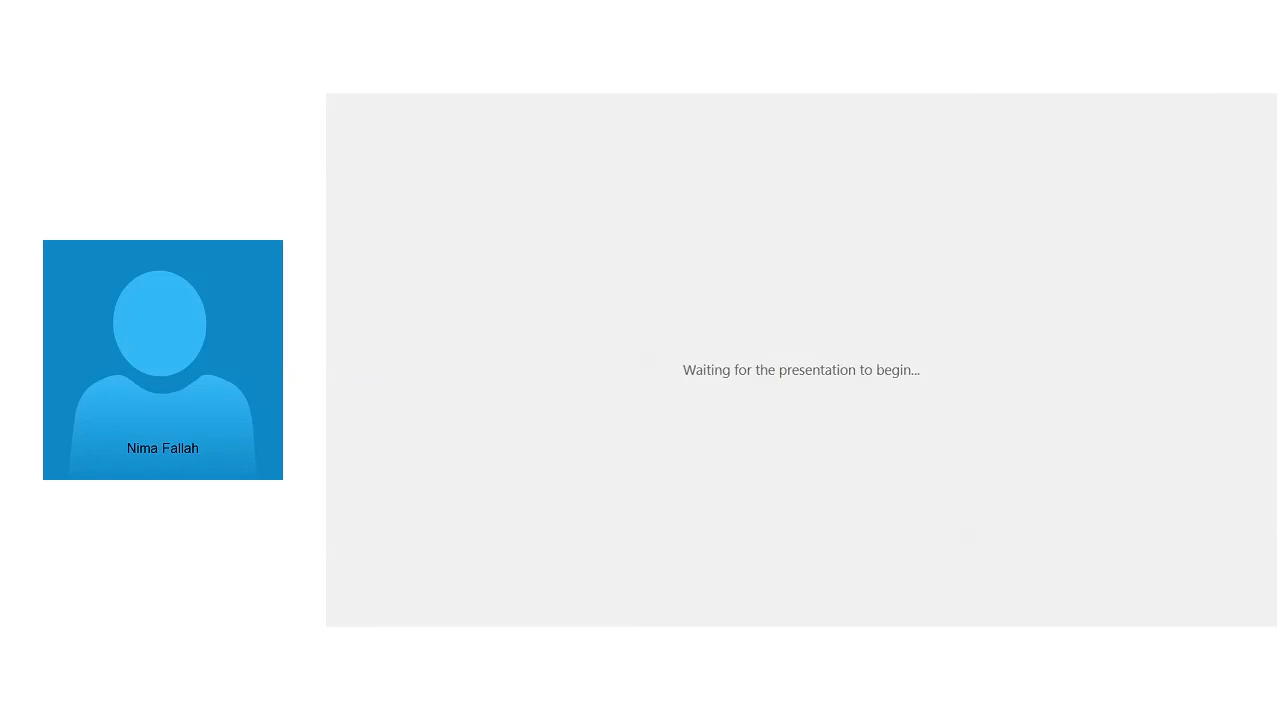 Waiting for the presentation to begin...
Nima Fallah